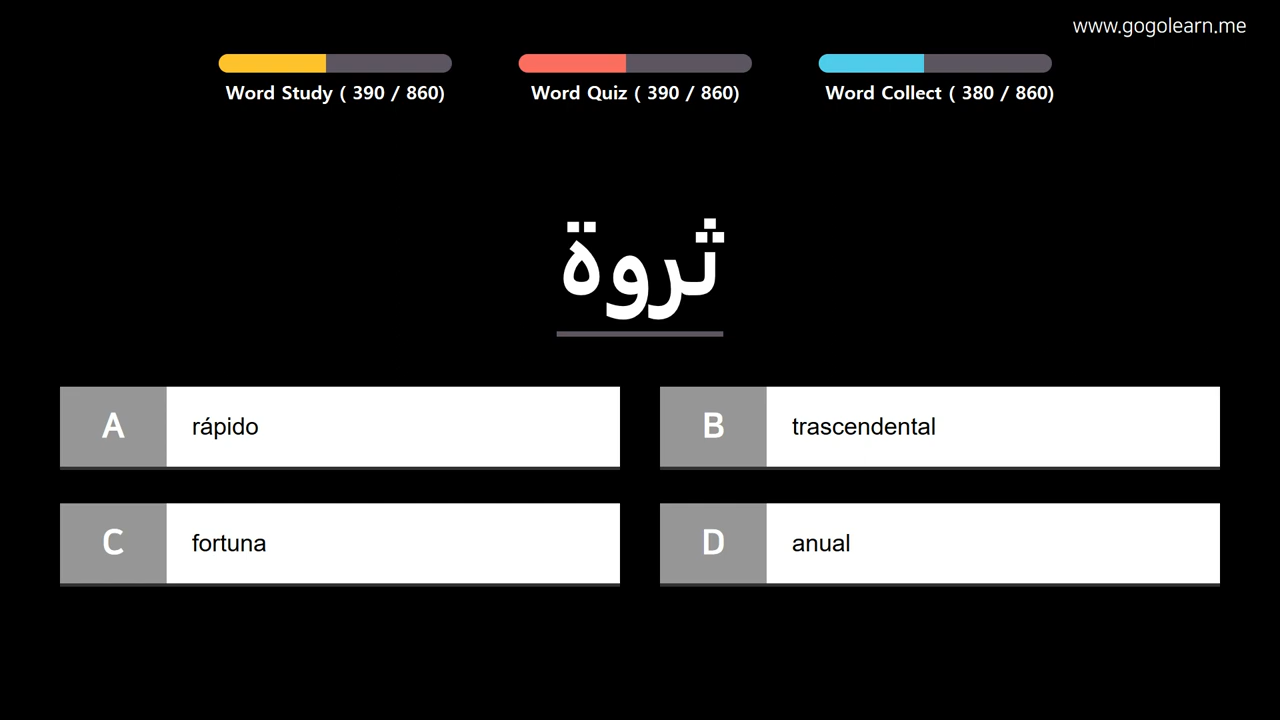 www.gogolearn.me
Word Study ( 390 / 860)
Word Quiz ( 390 / 860)
Word Collect ( 380 / 860)
ثروة
A rápido
B trascendental
C fortuna
D anual